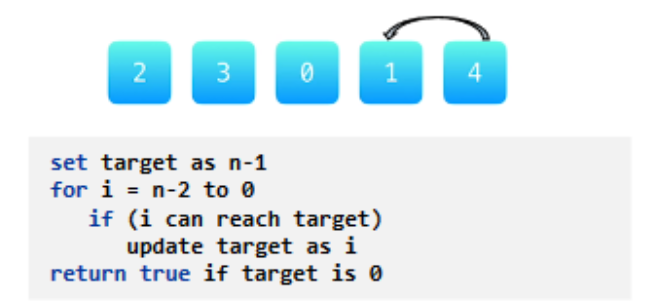 2 3 0 1 4
set target as n-1
for i = n-2 to 0
if (i can reach target)
update target as i
return true if target is 0